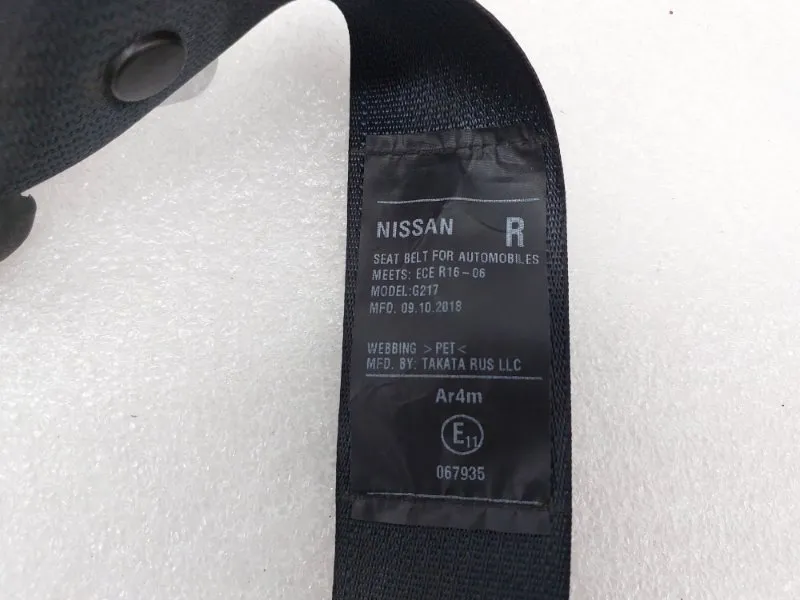 NISSAN R
SEAT BELT FOR AUTOMOBILES
MEETS: ECE R16-06
MODEL:G217
MFD. 09.10.2018
WEBBING >PET<
MFD. BY: TAKATA RUS LLC
Ar4m
E11
067935